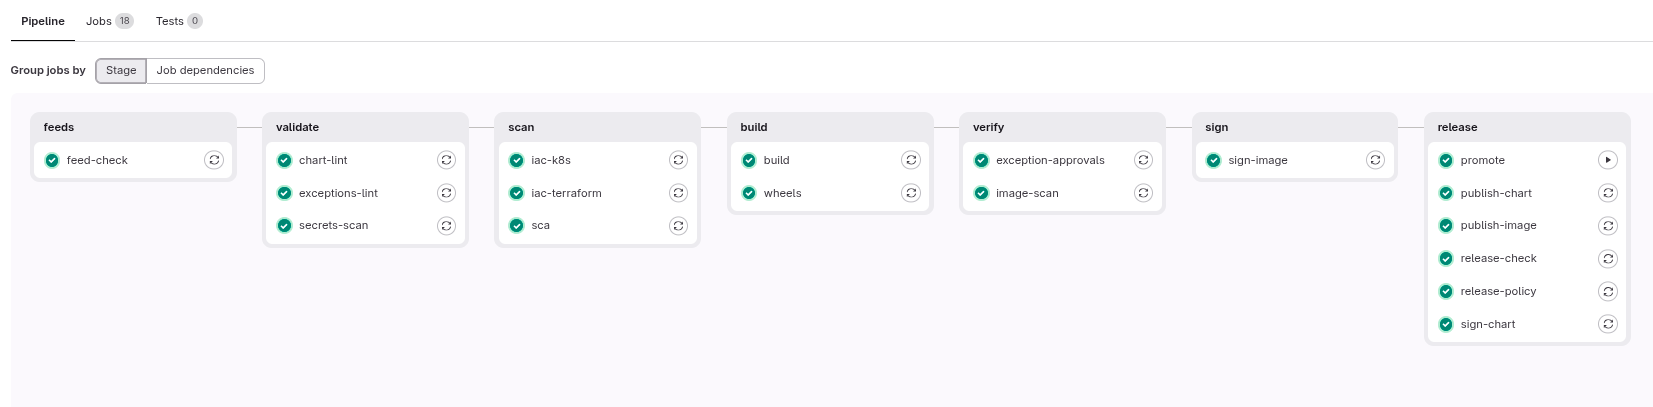 Pipeline Jobs 18 Tests 0
Group jobs by Stage Job dependencies
feeds
feed-check
validate
chart-lint
exceptions-lint
secrets-scan
scan
iac-k8s
iac-terraform
sca
build
build
wheels
verify
exception-approvals
image-scan
sign
sign-image
release
promote
publish-chart
publish-image
release-check
release-policy
sign-chart